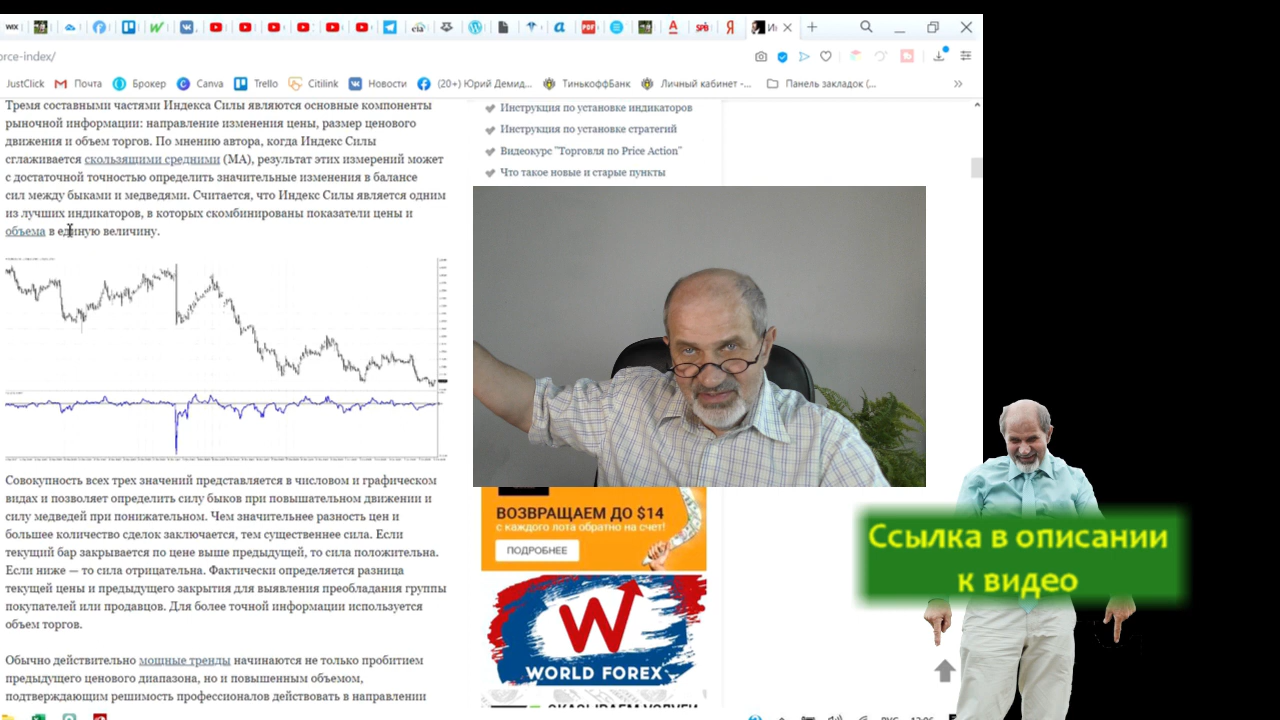 WIX
SPB
rce-index/
JustClick
Почта
Брокер
Canva
Trello
Citilink
Новости
(20+) Юрий Демид...
ТинькоффБанк
Личный кабинет -...
Панель закладок (...
Тремя составными частями Индекса Силы являются основные компоненты
рыночной информации: направление изменения цены, размер ценового
движения и объем торгов. По мнению автора, когда Индекс Силы
сглаживается скользящими средними (МА), результат этих измерений может
с достаточной точностью определить значительные изменения в балансе
сил между быками и медведями. Считается, что Индекс Силы является одним
из лучших индикаторов, в которых скомбинированы показатели цены и
объема в единую величину.
Совокупность всех трех значений представляется в числовом и графическом
видах и позволяет определить силу быков при повышательном движении и
силу медведей при понижательном. Чем значительнее разность цен и
большее количество сделок заключается, тем существеннее сила. Если
текущий бар закрывается по цене выше предыдущей, то сила положительна.
Если ниже — то сила отрицательна. Фактически определяется разница
текущей цены и предыдущего закрытия для выявления преобладания группы
покупателей или продавцов. Для более точной информации используется
объем торгов.
Обычно действительно мощные тренды начинаются не только пробитием
предыдущего ценового диапазона, но и повышенным объемом,
подтверждающим решимость профессионалов действовать в направлении
Инструкция по установке индикаторов
Инструкция по установке стратегий
Видеокурс "Торговля по Price Action"
Что такое новые и старые пункты
ВОЗВРАЩАЕМ ДО $14
с каждого лота обратно на счет!
ПОДРОБНЕЕ
WORLD FOREX
Ссылка в описании
к видео